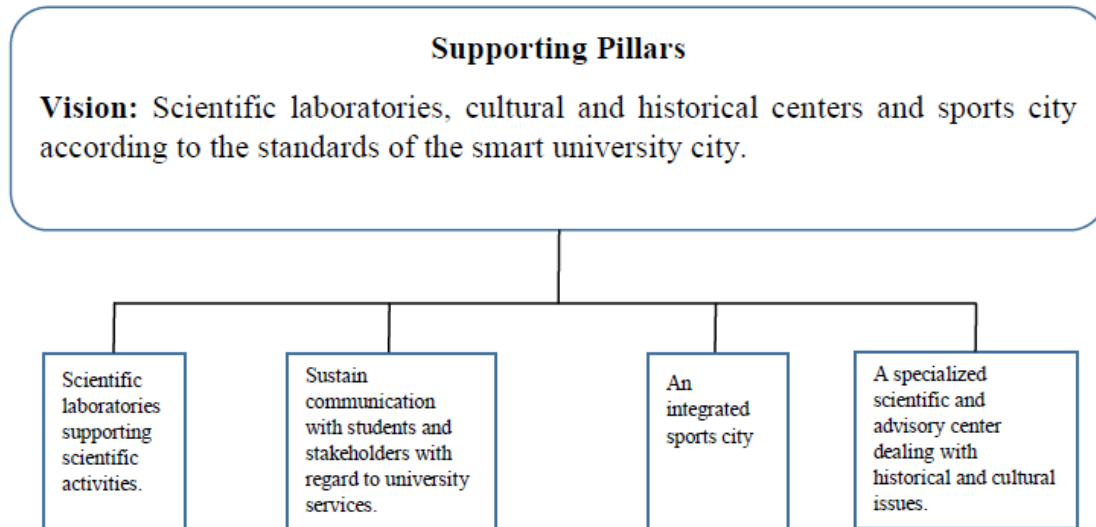 Supporting Pillars
Vision: Scientific laboratories, cultural and historical centers and sports city
according to the standards of the smart university city.
Scientific
laboratories
supporting
scientific
activities.
Sustain
communication
with students and
stakeholders with
regard to university
services.
An
integrated
sports city
A specialized
scientific and
advisory center
dealing with
historical and cultural
issues.